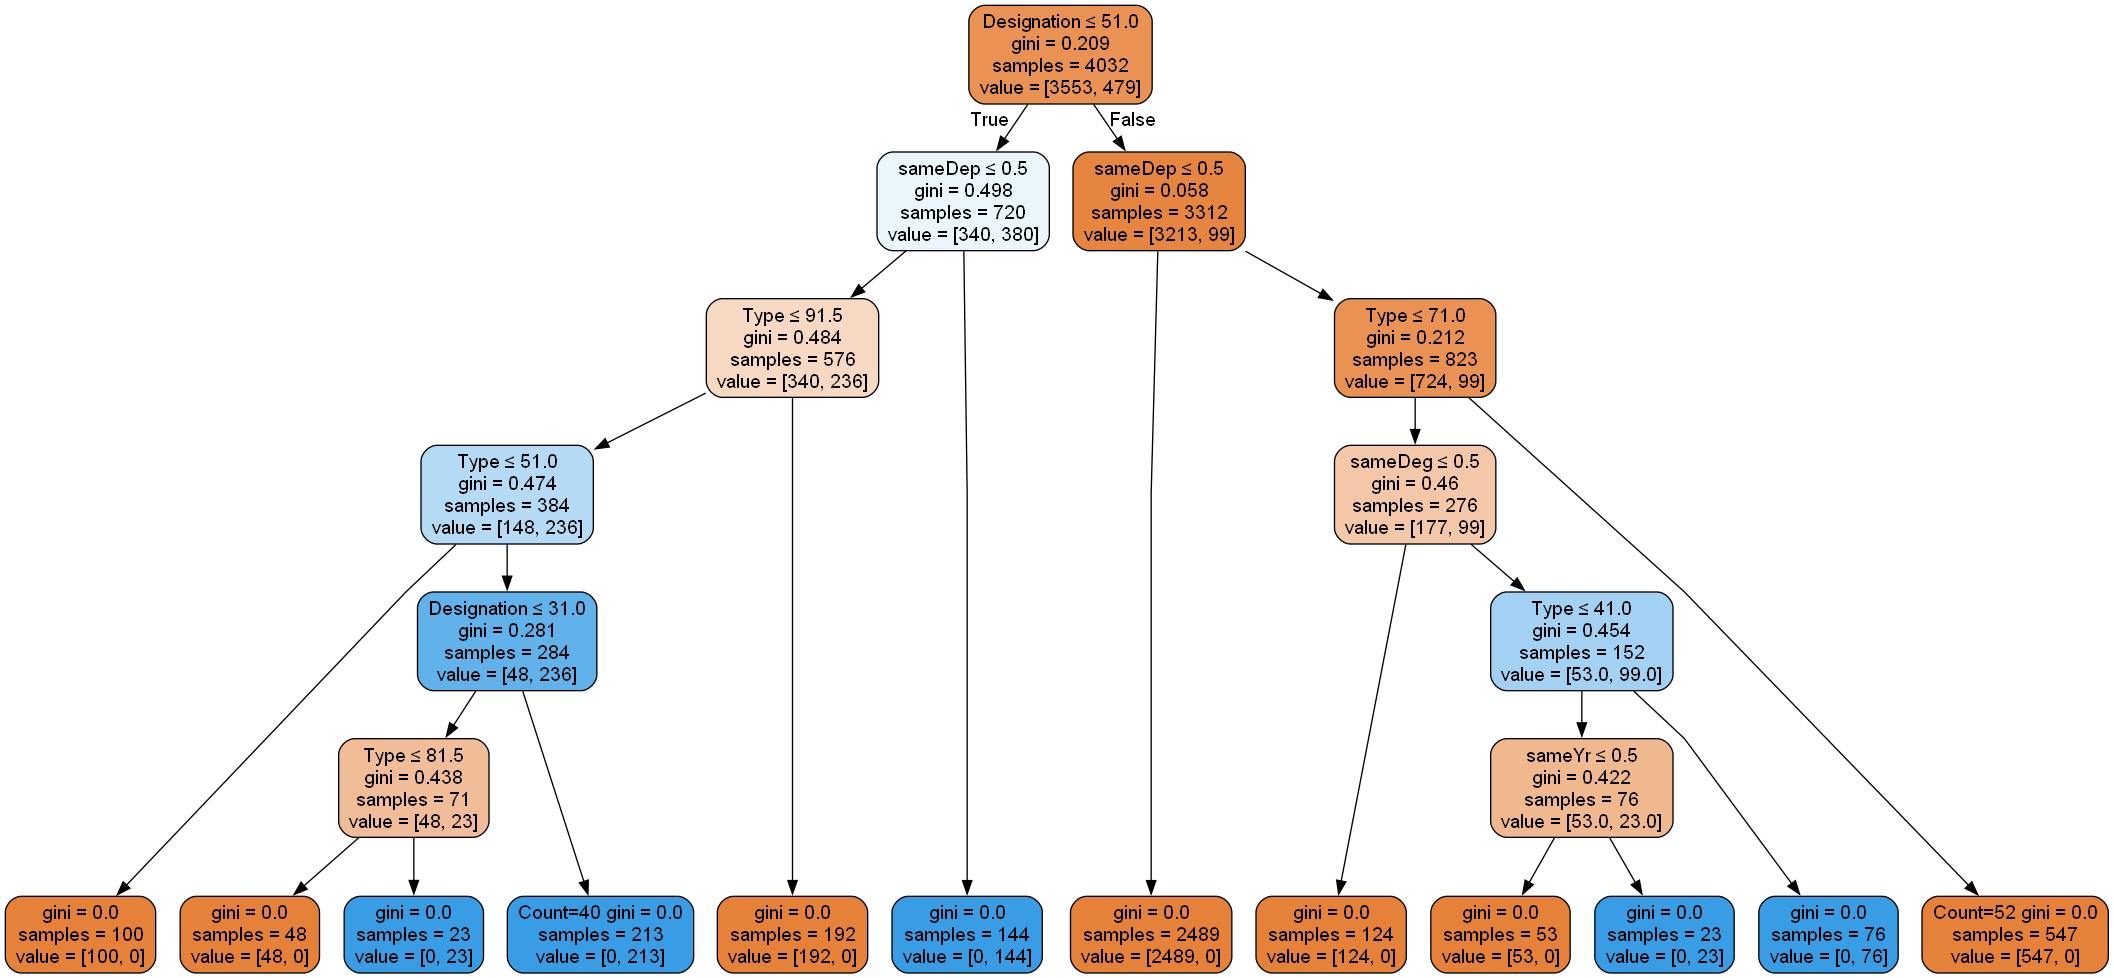 Designation ≤ 51.0
gini = 0.209
samples = 4032
value = [3553, 479]
True
False
sameDep ≤ 0.5
gini = 0.498
samples = 720
value = [340, 380]
sameDep ≤ 0.5
gini = 0.058
samples = 3312
value = [3213, 99]
Type ≤ 91.5
gini = 0.484
samples = 576
value = [340, 236]
Type ≤ 71.0
gini = 0.212
samples = 823
value = [724, 99]
Type ≤ 51.0
gini = 0.474
samples = 384
value = [148, 236]
sameDeg ≤ 0.5
gini = 0.46
samples = 276
value = [177, 99]
Designation ≤ 31.0
gini = 0.281
samples = 284
value = [48, 236]
Type ≤ 41.0
gini = 0.454
samples = 152
value = [53.0, 99.0]
Type ≤ 81.5
gini = 0.438
samples = 71
value = [48, 23]
sameYr ≤ 0.5
gini = 0.422
samples = 76
value = [53.0, 23.0]
gini = 0.0
samples = 100
value = [100, 0]
gini = 0.0
samples = 48
value = [48, 0]
gini = 0.0
samples = 23
value = [0, 23]
Count=40 gini = 0.0
samples = 213
value = [0, 213]
gini = 0.0
samples = 192
value = [192, 0]
gini = 0.0
samples = 144
value = [0, 144]
gini = 0.0
samples = 2489
value = [2489, 0]
gini = 0.0
samples = 124
value = [124, 0]
gini = 0.0
samples = 53
value = [53, 0]
gini = 0.0
samples = 23
value = [0, 23]
gini = 0.0
samples = 76
value = [0, 76]
Count=52 gini = 0.0
samples = 547
value = [547, 0]